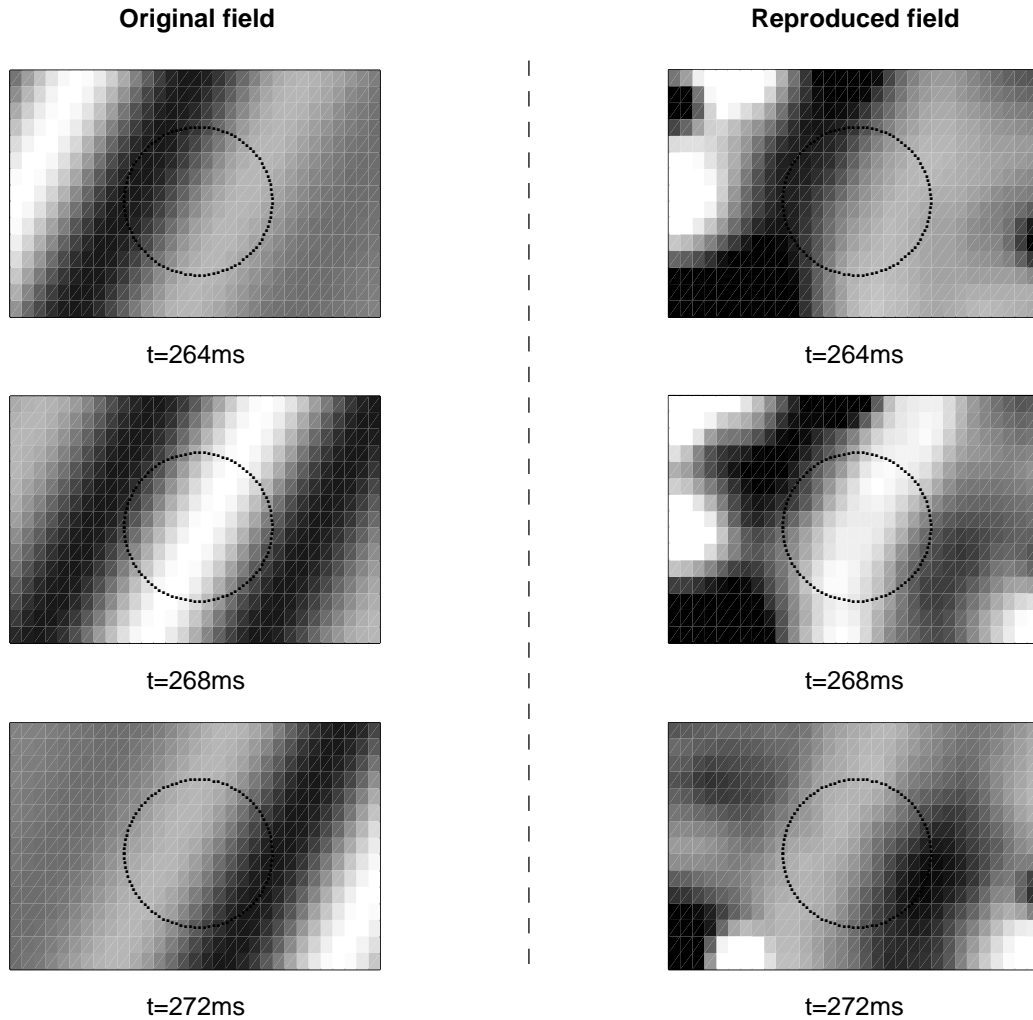 Original field
Reproduced field
t=264ms
t=264ms
t=268ms
t=268ms
t=272ms
t=272ms